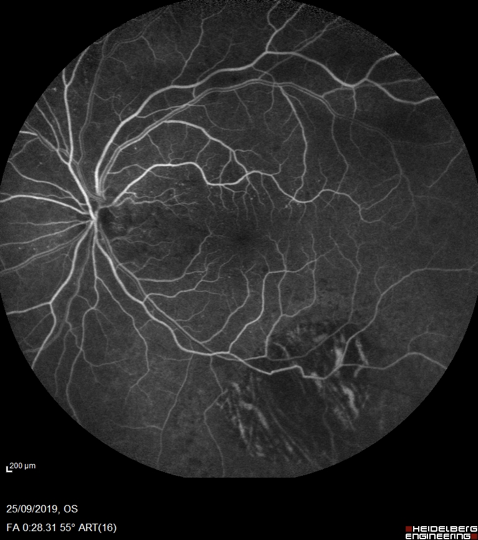 200 µm
25/09/2019, OS
FA 0:28.31 55° ART(16)
HEIDELBERG
ENGINEERING